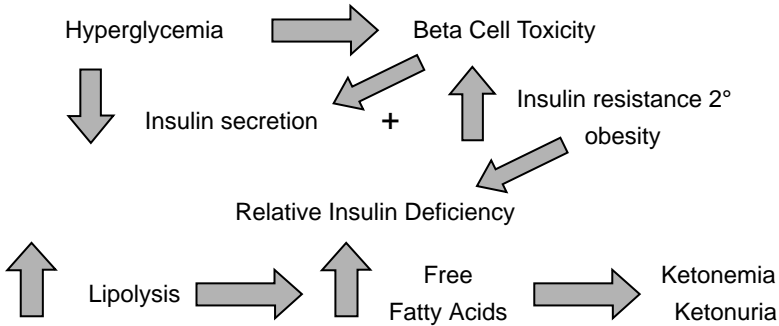 Hyperglycemia Beta Cell Toxicity
Insulin secretion + Insulin resistance 2°
obesity
Relative Insulin Deficiency
Lipolysis Free
Fatty Acids Ketonemia
Ketonuria